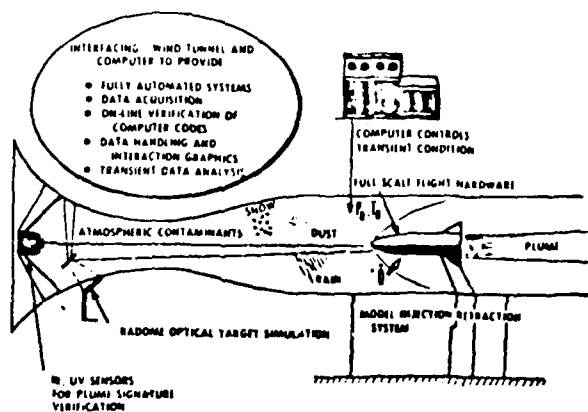 INTERFACING WIND TUNNEL AND
COMPUTER TO PROVIDE
● FULLY AUTOMATED SYSTEMS
● DATA ACQUISITION
● ON-LINE VERIFICATION OF
COMPUTER CODES
● DATA HANDLING AND
INTERACTION GRAPHICS
● TRANSIENT DATA ANALYSIS
COMPUTER CONTROLS
TRANSIENT CONDITION
FULL SCALE FLIGHT HARDWARE
SNOW
ATMOSPHERIC CONTAMINANTS
DUST
PLUME
RAIN
RADOME OPTICAL TARGET SIMULATION
MODEL INJECTION RETRACTION
SYSTEM
UV SENSORS
FOR PLUME SIGNATURE
VERIFICATION